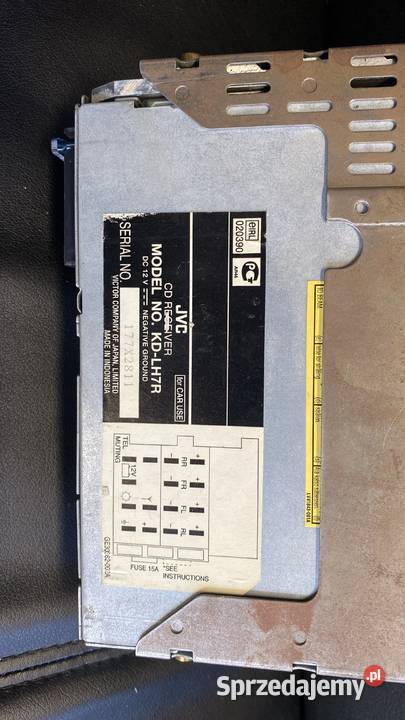 JVC
CD RECEIVER
MODEL NO. KD-LH7R
DC 12 V NEGATIVE GROUND
for CAR USE
SERIAL NO. 177X2811
VICTOR COMPANY OF JAPAN, LIMITED
MADE IN INDONESIA
e(RL
020390
TEL
MUTING
12V
RR
FR
FL
RL
FUSE 15A
*SEE
INSTRUCTIONS
Sprzedajemy.pl